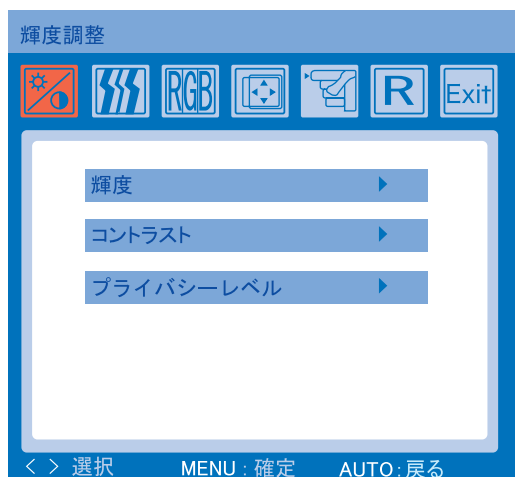 輝度調整
RGB R Exit
輝度
コントラスト
プライバシーレベル
< > 選択 MENU : 確定 AUTO : 戻る